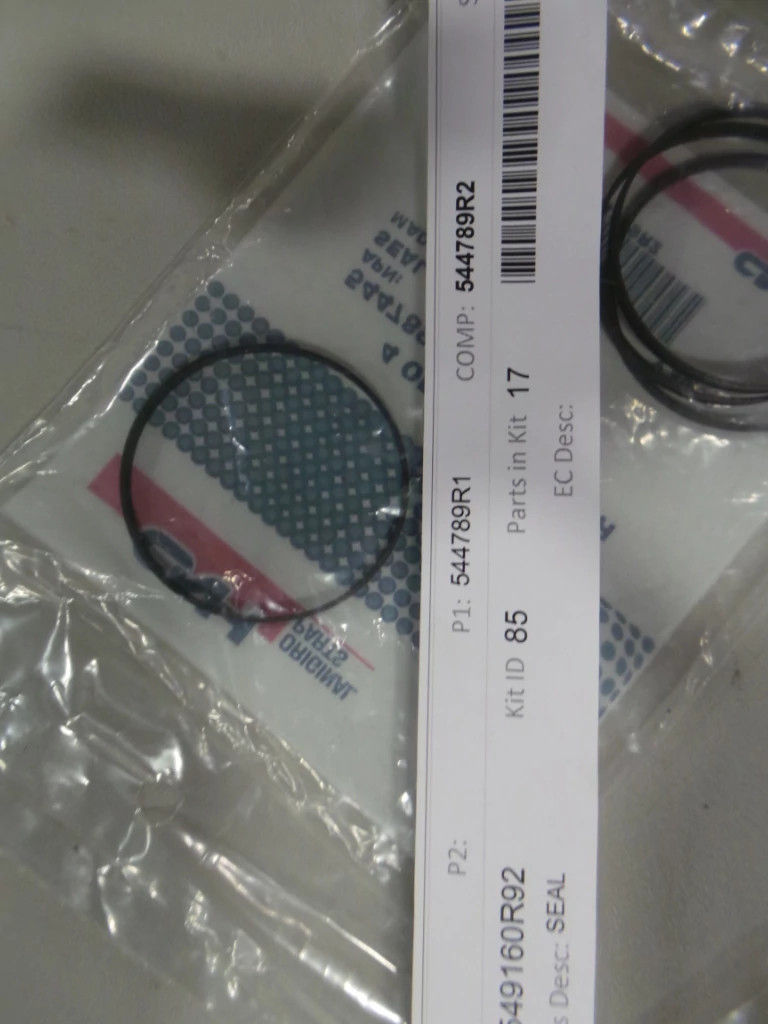 P2: P1: 544789R1 COMP: 544789R2
549160R92 Kit ID 85 Parts in Kit 17
s Desc: SEAL EC Desc:
ORIGINAL
PARTS
APN:
SEAL